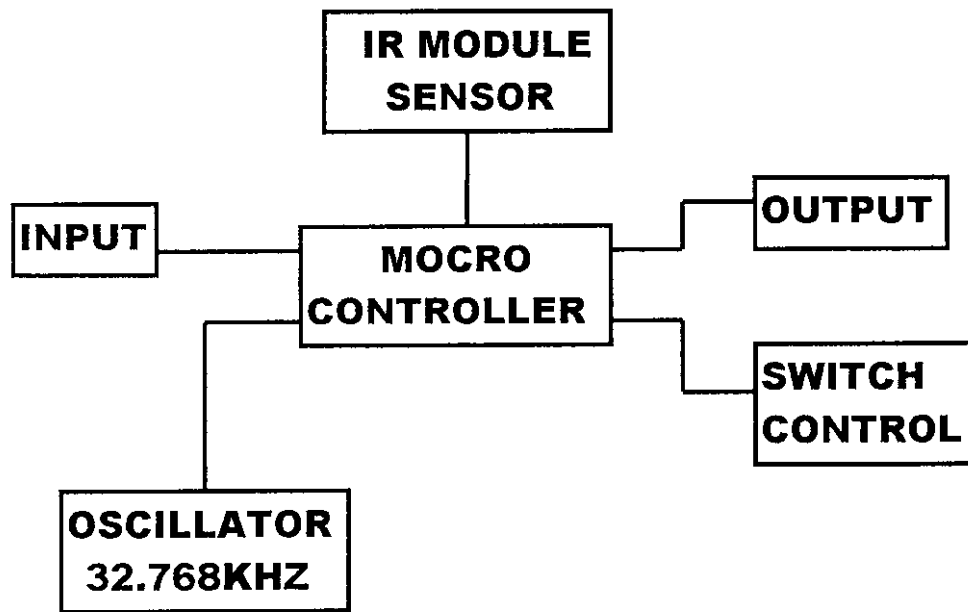 IR MODULE
SENSOR
INPUT
MOCRO
CONTROLLER
OUTPUT
SWITCH
CONTROL
OSCILLATOR
32.768KHZ